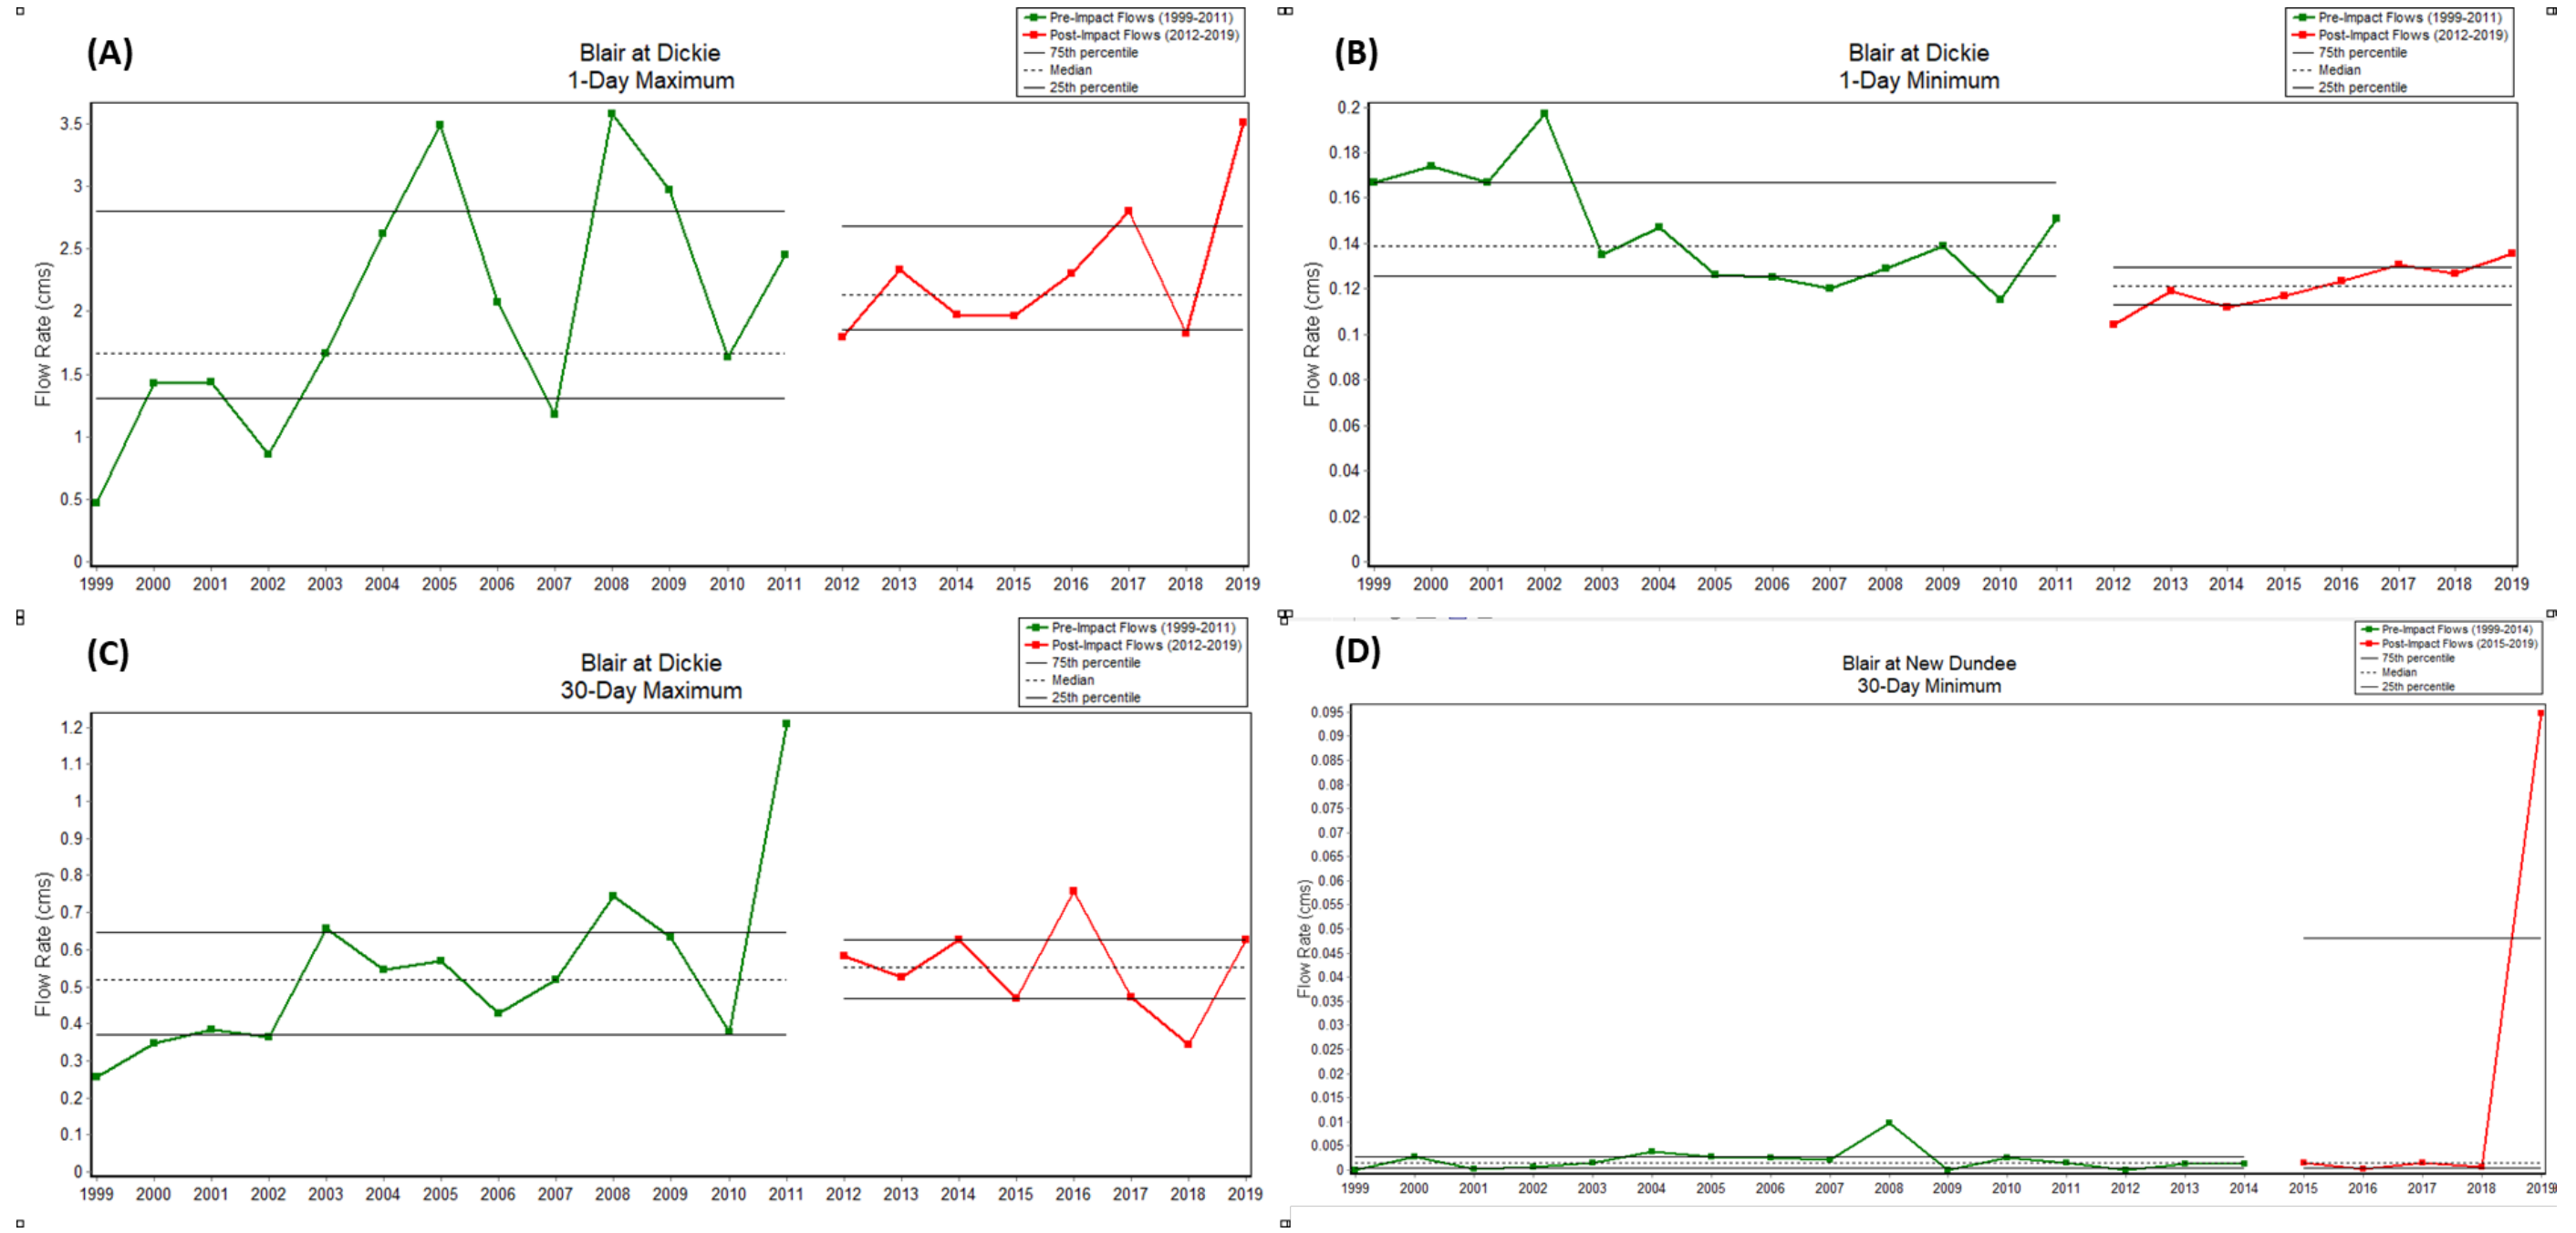 (A)
Blair at Dickie
1-Day Maximum
Pre-Impact Flows (1999-2011)
Post-Impact Flows (2012-2019)
75th percentile
Median
25th percentile
Flow Rate (cms)
3.5
3
2.5
2
1.5
1
0.5
0
1999 2000 2001 2002 2003 2004 2005 2006 2007 2008 2009 2010 2011 2012 2013 2014 2015 2016 2017 2018 2019
(B)
Blair at Dickie
1-Day Minimum
Pre-Impact Flows (1999-2011)
Post-Impact Flows (2012-2019)
75th percentile
Median
25th percentile
Flow Rate (cms)
0.2
0.18
0.16
0.14
0.12
0.1
0.08
0.06
0.04
0.02
0
1999 2000 2001 2002 2003 2004 2005 2006 2007 2008 2009 2010 2011 2012 2013 2014 2015 2016 2017 2018 2019
(C)
Blair at Dickie
30-Day Maximum
Pre-Impact Flows (1999-2011)
Post-Impact Flows (2012-2019)
75th percentile
Median
25th percentile
Flow Rate (cms)
1.2
1.1
1
0.9
0.8
0.7
0.6
0.5
0.4
0.3
0.2
0.1
0
1999 2000 2001 2002 2003 2004 2005 2006 2007 2008 2009 2010 2011 2012 2013 2014 2015 2016 2017 2018 2019
(D)
Blair at New Dundee
30-Day Minimum
Pre-Impact Flows (1999-2014)
Post-Impact Flows (2015-2019)
75th percentile
Median
25th percentile
Flow Rate (cms)
0.095
0.09
0.085
0.08
0.075
0.07
0.065
0.06
0.055
0.05
0.045
0.04
0.035
0.03
0.025
0.02
0.015
0.01
0.005
0
1999 2000 2001 2002 2003 2004 2005 2006 2007 2008 2009 2010 2011 2012 2013 2014 2015 2016 2017 2018 2019